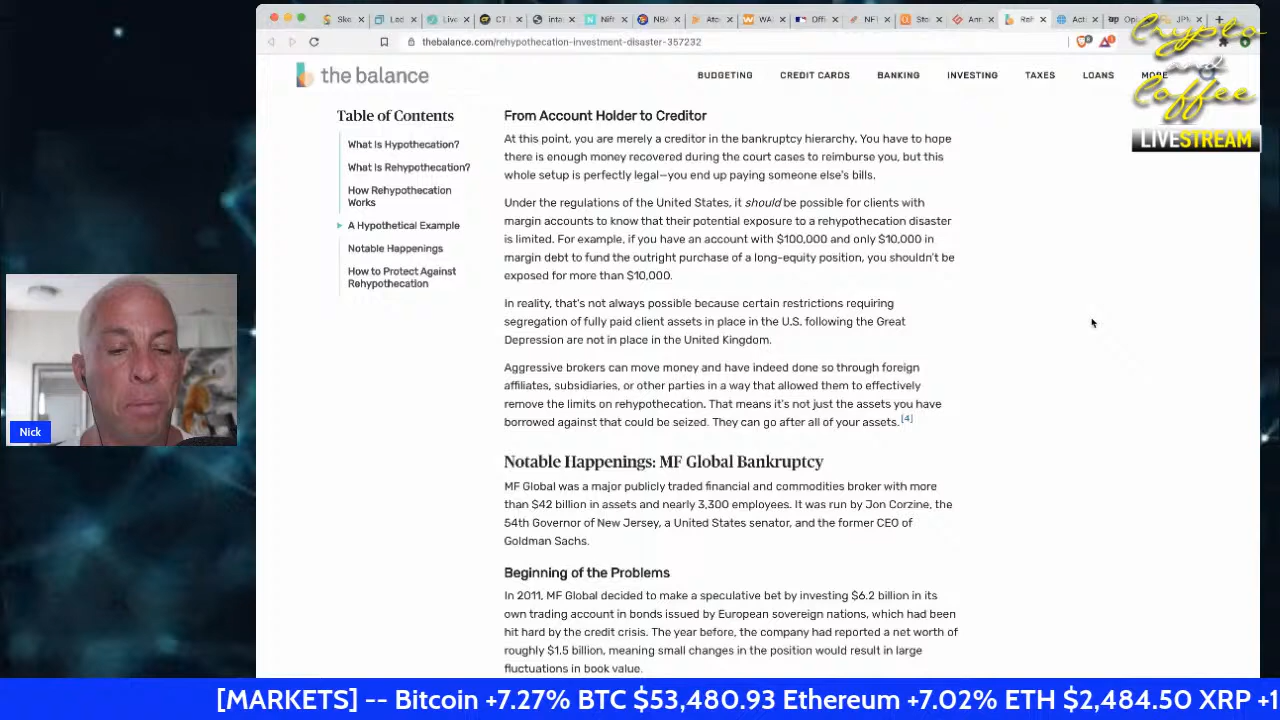 Ske
Led
Live
CT
inta
Nift
NBA
Ato
WA
Offi
NFT
Sto
Ann
Reh
Act
Opi
JPM
thebalance.com/rehypothecation-investment-disaster-357232
Crypto
and
Coffee
LIVESTREAM
the balance
BUDGETING
CREDIT CARDS
BANKING
INVESTING
TAXES
LOANS
MORE
Table of Contents
What Is Hypothecation?
What Is Rehypothecation?
How Rehypothecation
Works
A Hypothetical Example
Notable Happenings
How to Protect Against
Rehypothecation
From Account Holder to Creditor
At this point, you are merely a creditor in the bankruptcy hierarchy. You have to hope
there is enough money recovered during the court cases to reimburse you, but this
whole setup is perfectly legal—you end up paying someone else's bills.
Under the regulations of the United States, it should be possible for clients with
margin accounts to know that their potential exposure to a rehypothecation disaster
is limited. For example, if you have an account with $100,000 and only $10,000 in
margin debt to fund the outright purchase of a long-equity position, you shouldn't be
exposed for more than $10,000.
In reality, that's not always possible because certain restrictions requiring
segregation of fully paid client assets in place in the U.S. following the Great
Depression are not in place in the United Kingdom.
Aggressive brokers can move money and have indeed done so through foreign
affiliates, subsidiaries, or other parties in a way that allowed them to effectively
remove the limits on rehypothecation. That means it's not just the assets you have
borrowed against that could be seized. They can go after all of your assets. [4]
Notable Happenings: MF Global Bankruptcy
MF Global was a major publicly traded financial and commodities broker with more
than $42 billion in assets and nearly 3,300 employees. It was run by Jon Corzine, the
54th Governor of New Jersey, a United States senator, and the former CEO of
Goldman Sachs.
Beginning of the Problems
In 2011, MF Global decided to make a speculative bet by investing $6.2 billion in its
own trading account in bonds issued by European sovereign nations, which had been
hit hard by the credit crisis. The year before, the company had reported a net worth of
roughly $1.5 billion, meaning small changes in the position would result in large
fluctuations in book value.
Nick
[MARKETS] -- Bitcoin +7.27% BTC $53,480.93 Ethereum +7.02% ETH $2,484.50 XRP +1